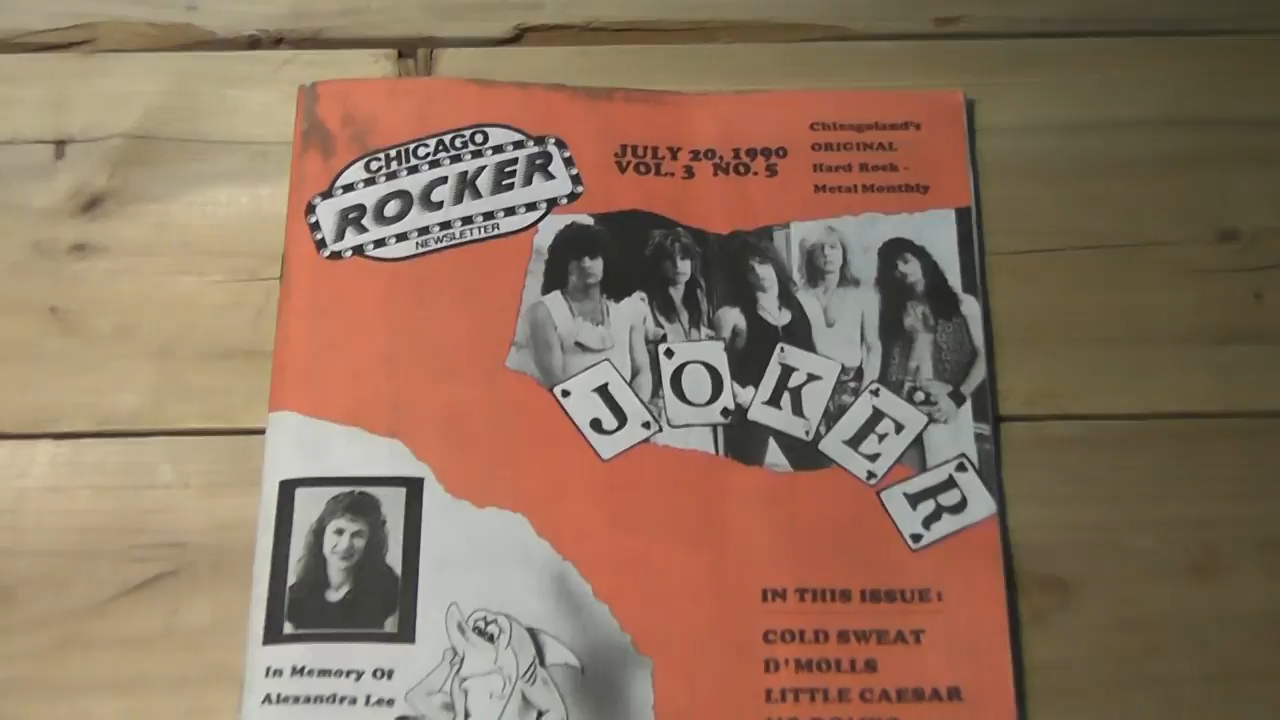 CHICAGO
ROCKER
NEWSLETTER
JULY 20, 1990
VOL. 3 NO. 5
Chicagoland's
ORIGINAL
Hard Rock -
Metal Monthly
JOKER
In Memory Of
Alexandra Lee
IN THIS ISSUE:
COLD SWEAT
D'MOLLS
LITTLE CAESAR